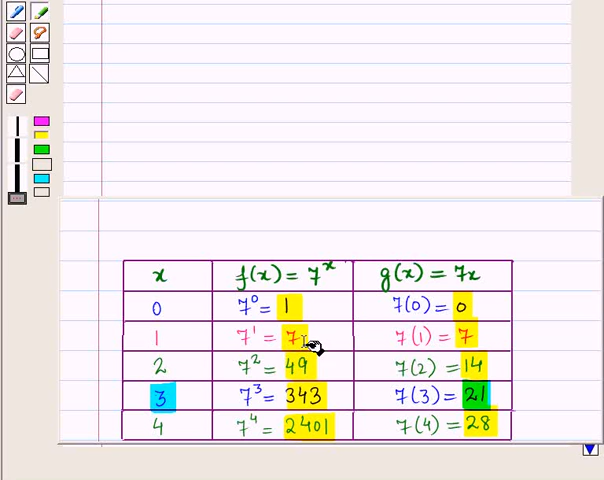 x f(x) = 7^x g(x) = 7x
0 7^0 = 1 7(0) = 0
1 7^1 = 7 7(1) = 7
2 7^2 = 49 7(2) = 14
3 7^3 = 343 7(3) = 21
4 7^4 = 2401 7(4) = 28